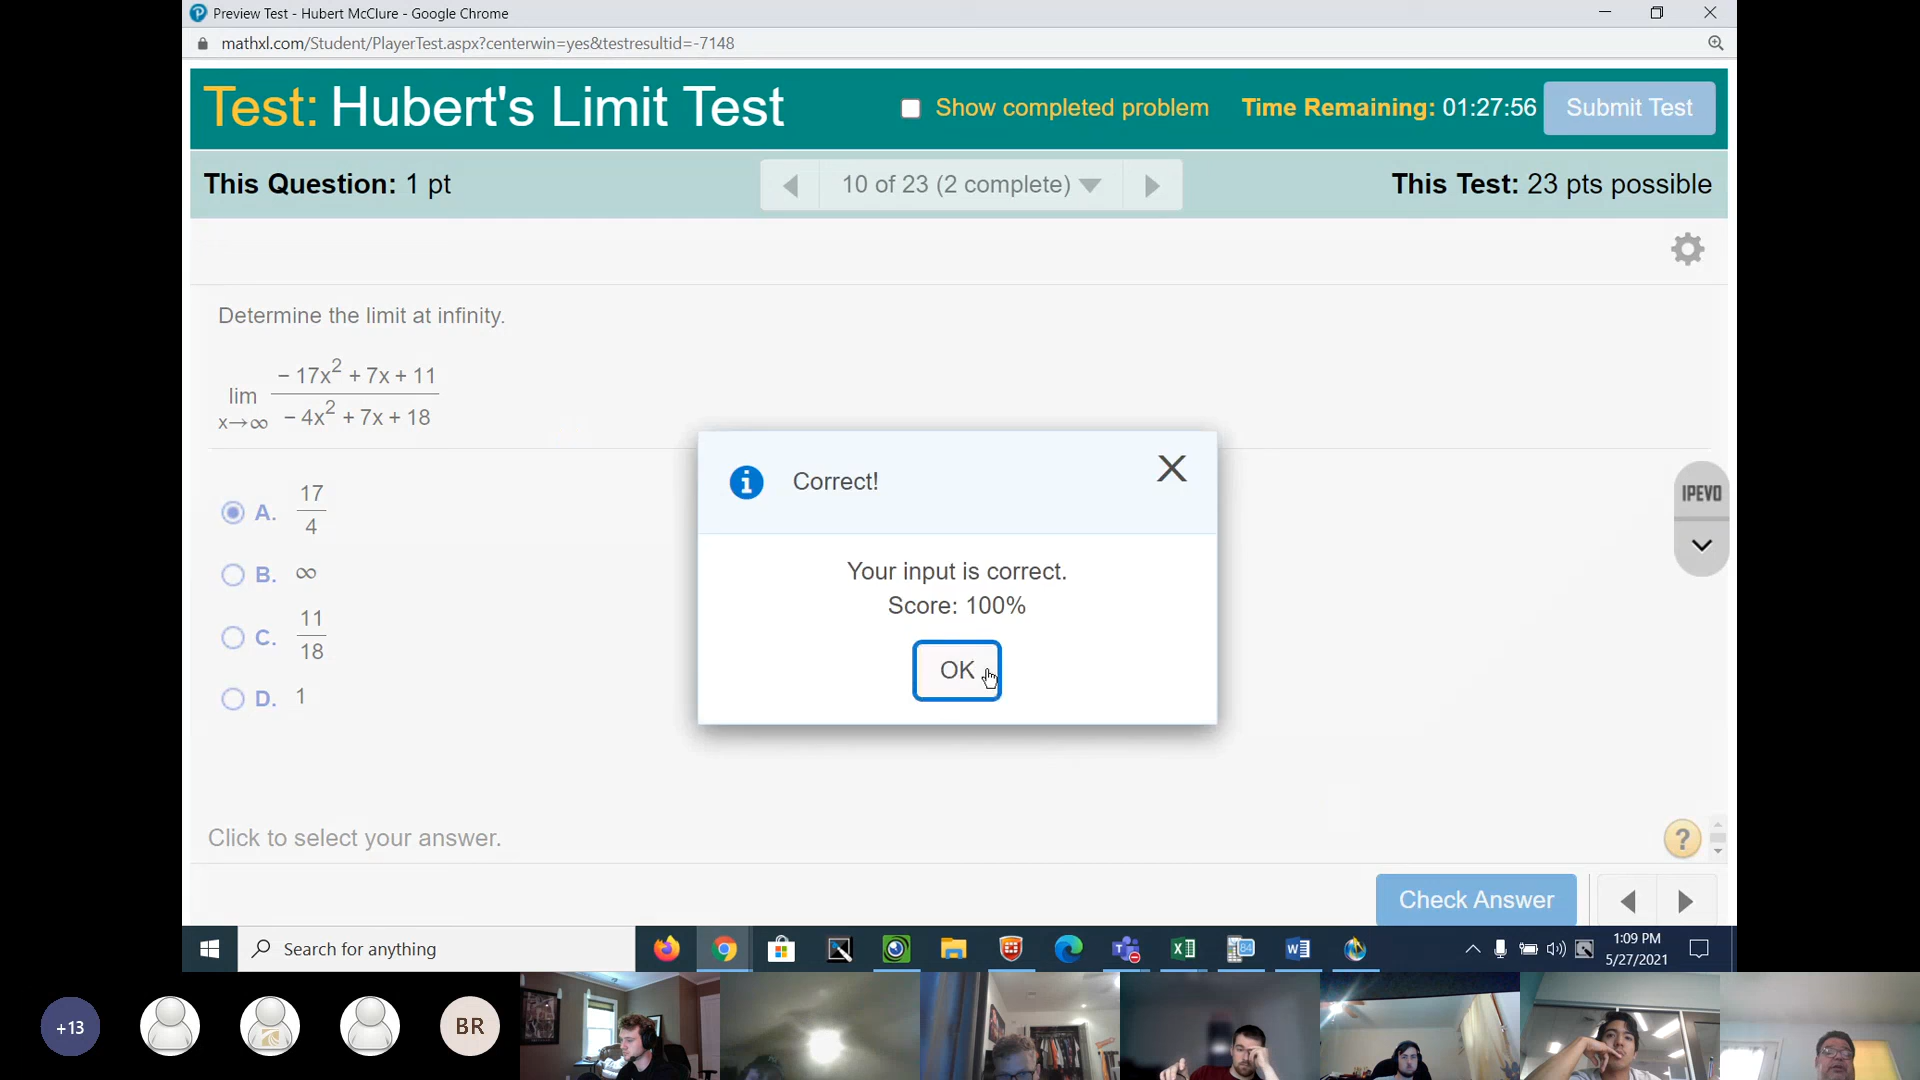 Preview Test - Hubert McClure - Google Chrome
mathxl.com/Student/PlayerTest.aspx?centerwin=yes&testresultid=-7148
Test: Hubert's Limit Test
Show completed problem
Time Remaining: 01:27:56
Submit Test
This Question: 1 pt
10 of 23 (2 complete)
This Test: 23 pts possible
Determine the limit at infinity.
lim x→∞ (− 17x² + 7x + 11) / (− 4x² + 7x + 18)
Correct!
Your input is correct.
Score: 100%
OK
IPEVO
A. 17/4
B. ∞
C. 11/18
D. 1
Click to select your answer.
?
Check Answer
Search for anything
84
1:09 PM
5/27/2021
+13
BR